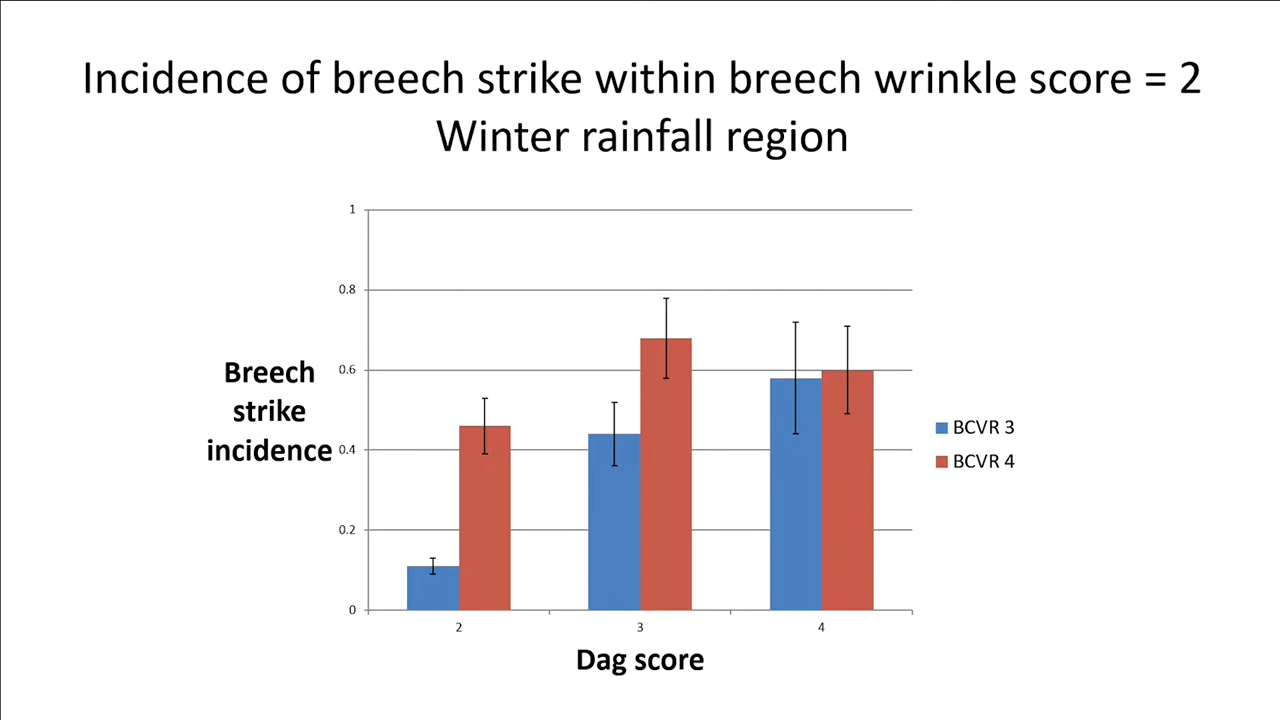 Incidence of breech strike within breech wrinkle score = 2
Winter rainfall region
1
0.8
0.6
0.4
0.2
0
Breech
strike
incidence
2
3
4
Dag score
BCVR 3
BCVR 4